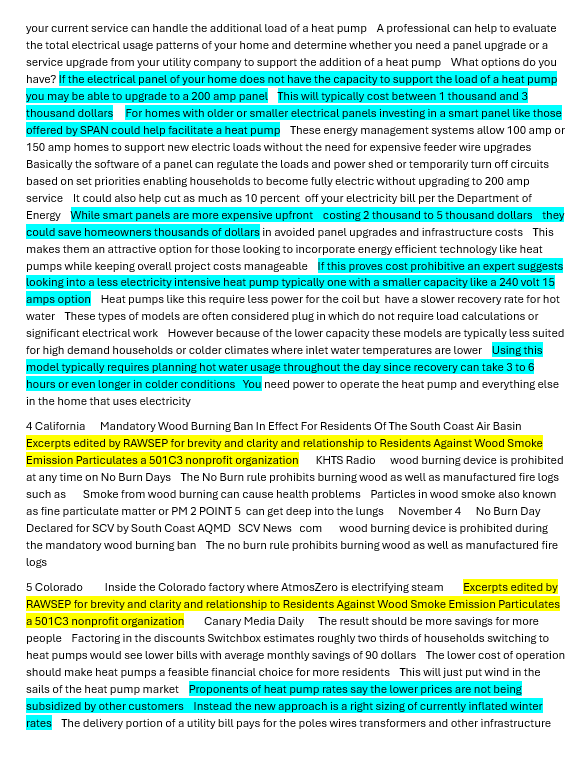 your current service can handle the additional load of a heat pump    A professional can help to evaluate
the total electrical usage patterns of your home and determine whether you need a panel upgrade or a
service upgrade from your utility company to support the addition of a heat pump    What options do you
have? If the electrical panel of your home does not have the capacity to support the load of a heat pump
you may be able to upgrade to a 200 amp panel    This will typically cost between 1 thousand and 3
thousand dollars    For homes with older or smaller electrical panels investing in a smart panel like those
offered by SPAN could help facilitate a heat pump    These energy management systems allow 100 amp or
150 amp homes to support new electric loads without the need for expensive feeder wire upgrades
Basically the software of a panel can regulate the loads and power shed or temporarily turn off circuits
based on set priorities enabling households to become fully electric without upgrading to 200 amp
service    It could also help cut as much as 10 percent  off your electricity bill per the Department of
Energy    While smart panels are more expensive upfront    costing 2 thousand to 5 thousand dollars    they
could save homeowners thousands of dollars in avoided panel upgrades and infrastructure costs    This
makes them an attractive option for those looking to incorporate energy efficient technology like heat
pumps while keeping overall project costs manageable    If this proves cost prohibitive an expert suggests
looking into a less electricity intensive heat pump typically one with a smaller capacity like a 240 volt 15
amps option    Heat pumps like this require less power for the coil but  have a slower recovery rate for hot
water    These types of models are often considered plug in which do not require load calculations or
significant electrical work    However because of the lower capacity these models are typically less suited
for high demand households or colder climates where inlet water temperatures are lower    Using this
model typically requires planning hot water usage throughout the day since recovery can take 3 to 6
hours or even longer in colder conditions    You need power to operate the heat pump and everything else
in the home that uses electricity
4 California    Mandatory Wood Burning Ban In Effect For Residents Of The South Coast Air Basin
Excerpts edited by RAWSEP for brevity and clarity and relationship to Residents Against Wood Smoke
Emission Particulates a 501C3 nonprofit organization    KHTS Radio    wood burning device is prohibited
at any time on No Burn Days    The No Burn rule prohibits burning wood as well as manufactured fire logs
such as    Smoke from wood burning can cause health problems    Particles in wood smoke also known
as fine particulate matter or PM 2 POINT 5  can get deep into the lungs    November 4    No Burn Day
Declared for SCV by South Coast AQMD   SCV News   com    wood burning device is prohibited during
the mandatory wood burning ban    The no burn rule prohibits burning wood as well as manufactured fire
logs
5 Colorado    Inside the Colorado factory where AtmosZero is electrifying steam    Excerpts edited by
RAWSEP for brevity and clarity and relationship to Residents Against Wood Smoke Emission Particulates
a 501C3 nonprofit organization    Canary Media Daily    The result should be more savings for more
people    Factoring in the discounts Switchbox estimates roughly two thirds of households switching to
heat pumps would see lower bills with average monthly savings of 90 dollars    The lower cost of operation
should make heat pumps a feasible financial choice for more residents    This will just put wind in the
sails of the heat pump market    Proponents of heat pump rates say the lower prices are not being
subsidized by other customers    Instead the new approach is a right sizing of currently inflated winter
rates    The delivery portion of a utility bill pays for the poles wires transformers and other infrastructure